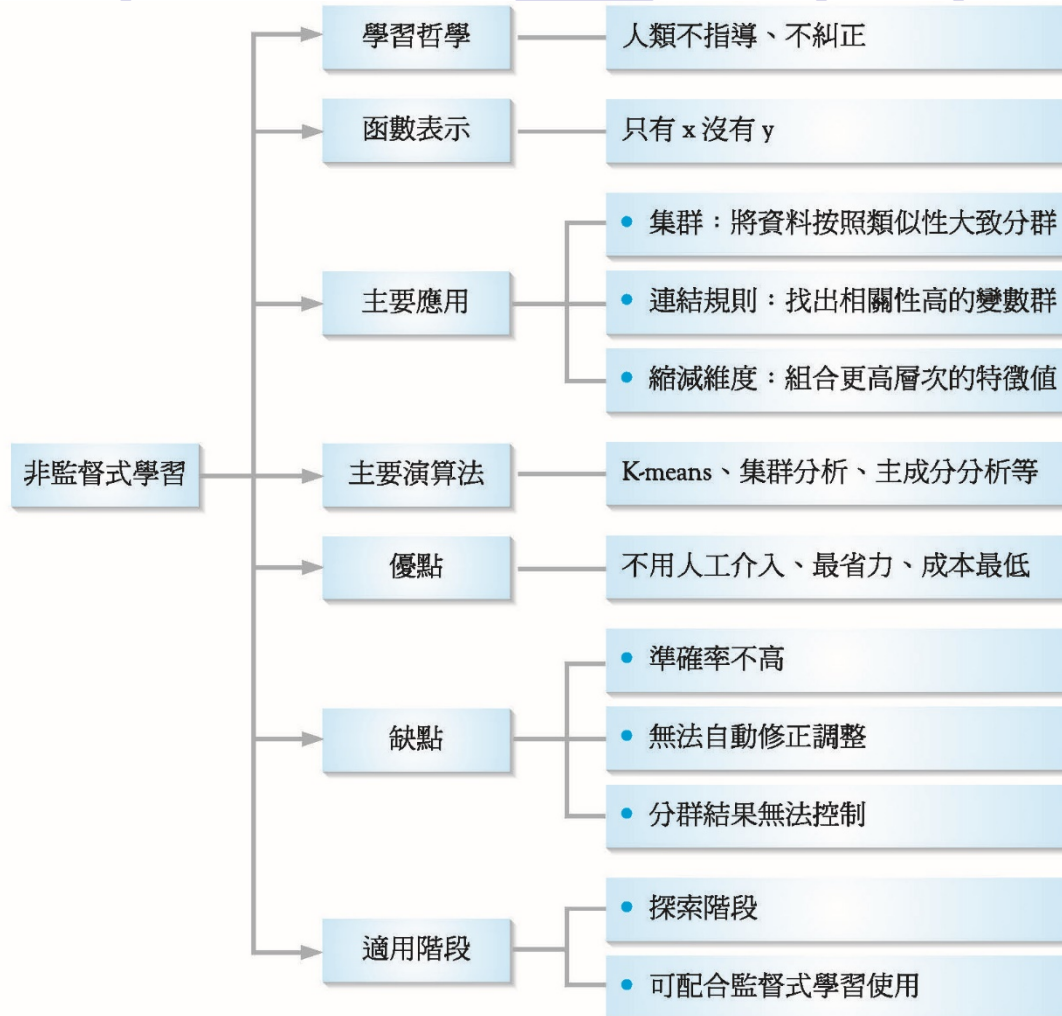 學習哲學
人類不指導、不糾正
函數表示
只有 x 沒有 y
主要應用
• 集群：將資料按照類似性大致分群
• 連結規則：找出相關性高的變數群
• 縮減維度：組合更高層次的特徵值
非監督式學習
主要演算法
K-means、集群分析、主成分分析等
優點
不用人工介入、最省力、成本最低
缺點
• 準確率不高
• 無法自動修正調整
• 分群結果無法控制
適用階段
• 探索階段
• 可配合監督式學習使用